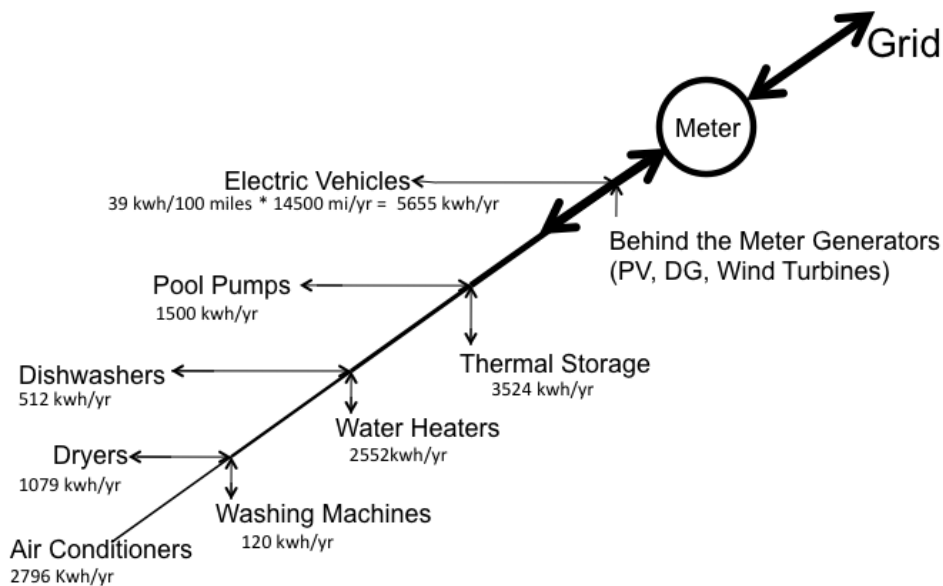 Grid
Meter
Electric Vehicles
39 kwh/100 miles * 14500 mi/yr = 5655 kwh/yr
Behind the Meter Generators
(PV, DG, Wind Turbines)
Pool Pumps
1500 kwh/yr
Thermal Storage
3524 kwh/yr
Dishwashers
512 kwh/yr
Water Heaters
2552kwh/yr
Dryers
1079 kwh/yr
Washing Machines
120 kwh/yr
Air Conditioners
2796 Kwh/yr